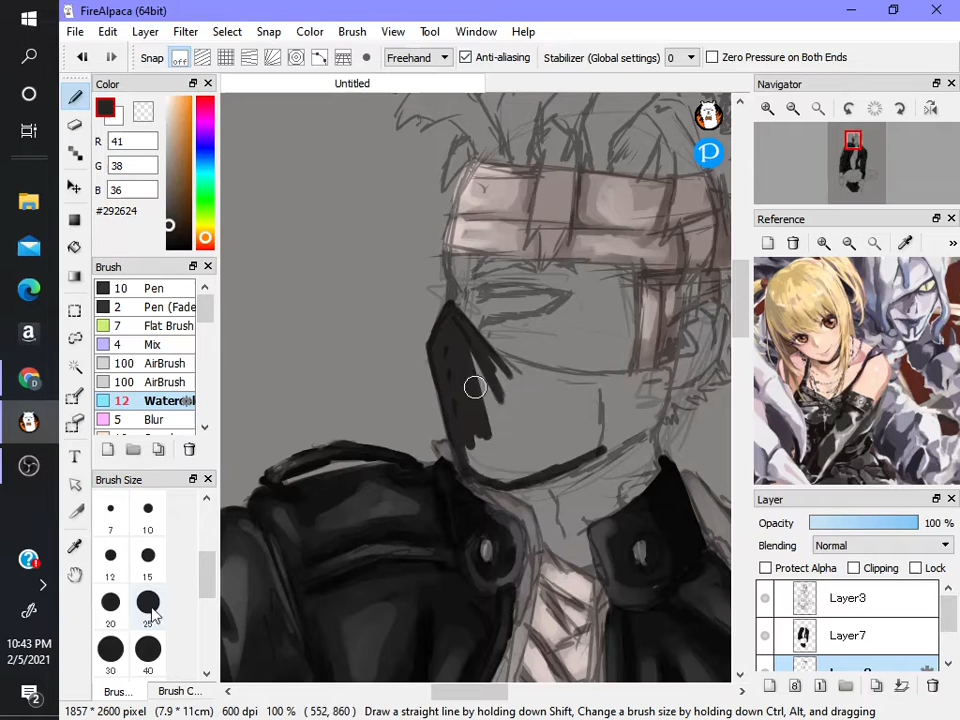 FireAlpaca (64bit)
File Edit Layer Filter Select Snap Color Brush View Tool Window Help
Snap off Freehand Anti-aliasing Stabilizer (Global settings) 0 Zero Pressure on Both Ends
Color
Untitled
Navigator
R 41
G 38
B 36
#292624
Brush
10 Pen
2 Pen (Fade
7 Flat Brush
4 Mix
100 AirBrush
100 AirBrush
12
5 Blur
Brush Size
7 10
12 15
20 25
30 40
Brus... Brush C...
Reference
»
Layer
Opacity 100 %
Blending Normal
Protect Alpha Clipping Lock
Layer3
Layer7
10:43 PM
2/5/2021
2
1857 * 2600 pixel (7.9 * 11cm) 600 dpi 100 % ( 552, 860 ) Draw a straight line by holding down Shift, Change a brush size by holding down Ctrl, Alt, and dragging